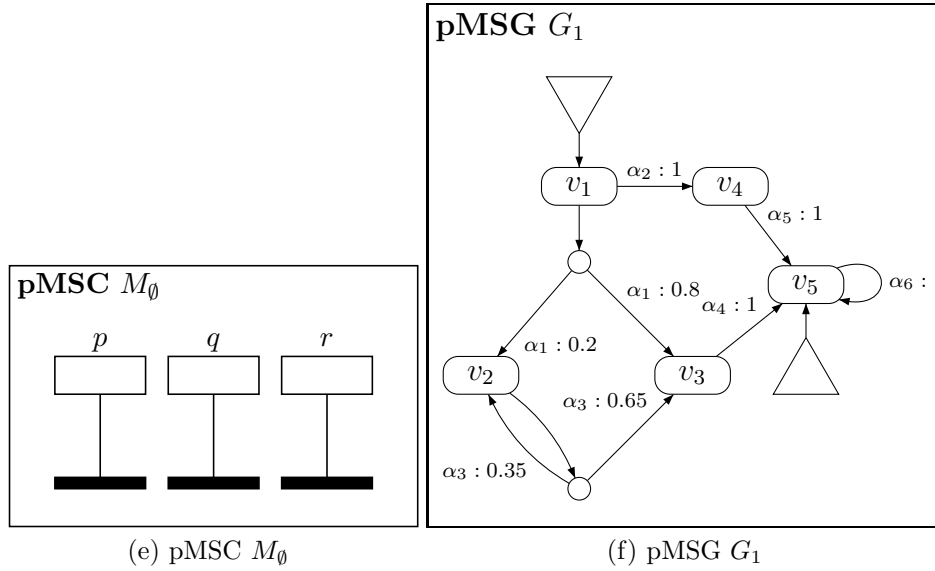 pMSG G₁
α₂ : 1
v₁
v₄
α₅ : 1
v₅
α₆ :
α₁ : 0.8
α₄ : 1
α₁ : 0.2
v₂
v₃
α₃ : 0.65
α₃ : 0.35
pMSC M∅
p q r
(e) pMSC M∅
(f) pMSG G₁